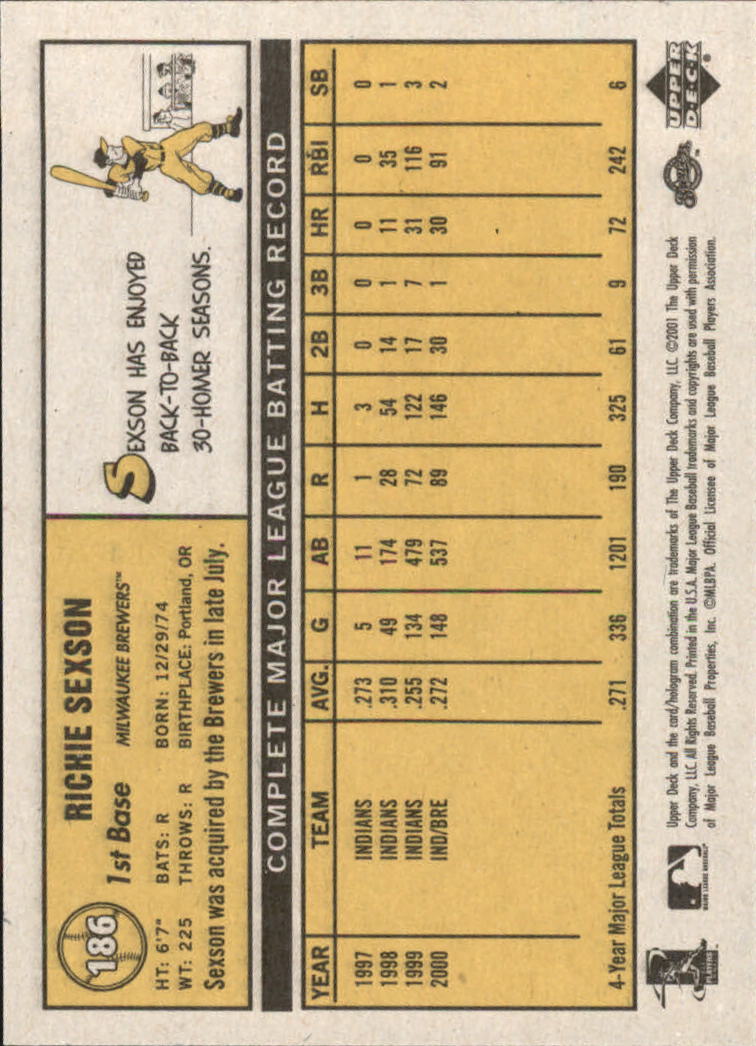 186
RICHIE SEXSON
1st Base MILWAUKEE BREWERS™
HT: 6'7" BATS: R BORN: 12/29/74
WT: 225 THROWS: R BIRTHPLACE: Portland, OR
Sexson was acquired by the Brewers in late July.
SEXSON HAS ENJOYED
BACK-TO-BACK
30-HOMER SEASONS.
COMPLETE MAJOR LEAGUE BATTING RECORD
YEAR TEAM AVG. G AB R H 2B 3B HR RBI SB
1997 INDIANS .273 5 11 1 3 0 0 0 0 0
1998 INDIANS .310 49 174 28 54 14 1 11 35 1
1999 INDIANS .255 134 479 72 122 17 7 31 116 3
2000 IND/BRE .272 148 537 89 146 30 1 30 91 2
4-Year Major League Totals .271 336 1201 190 325 61 9 72 242 6
PLAYERS
MAJOR LEAGUE BASEBALL
Upper Deck and the card/hologram combination are trademarks of The Upper Deck Company, LLC ©2001 The Upper Deck
Company, LLC All Rights Reserved. Printed in the U.S.A. Major League Baseball trademarks and copyrights are used with permission
of Major League Baseball Properties, Inc. ©MLBPA. Official Licensee of Major League Baseball Players Association.
Brewers™
UPPER
DECK®